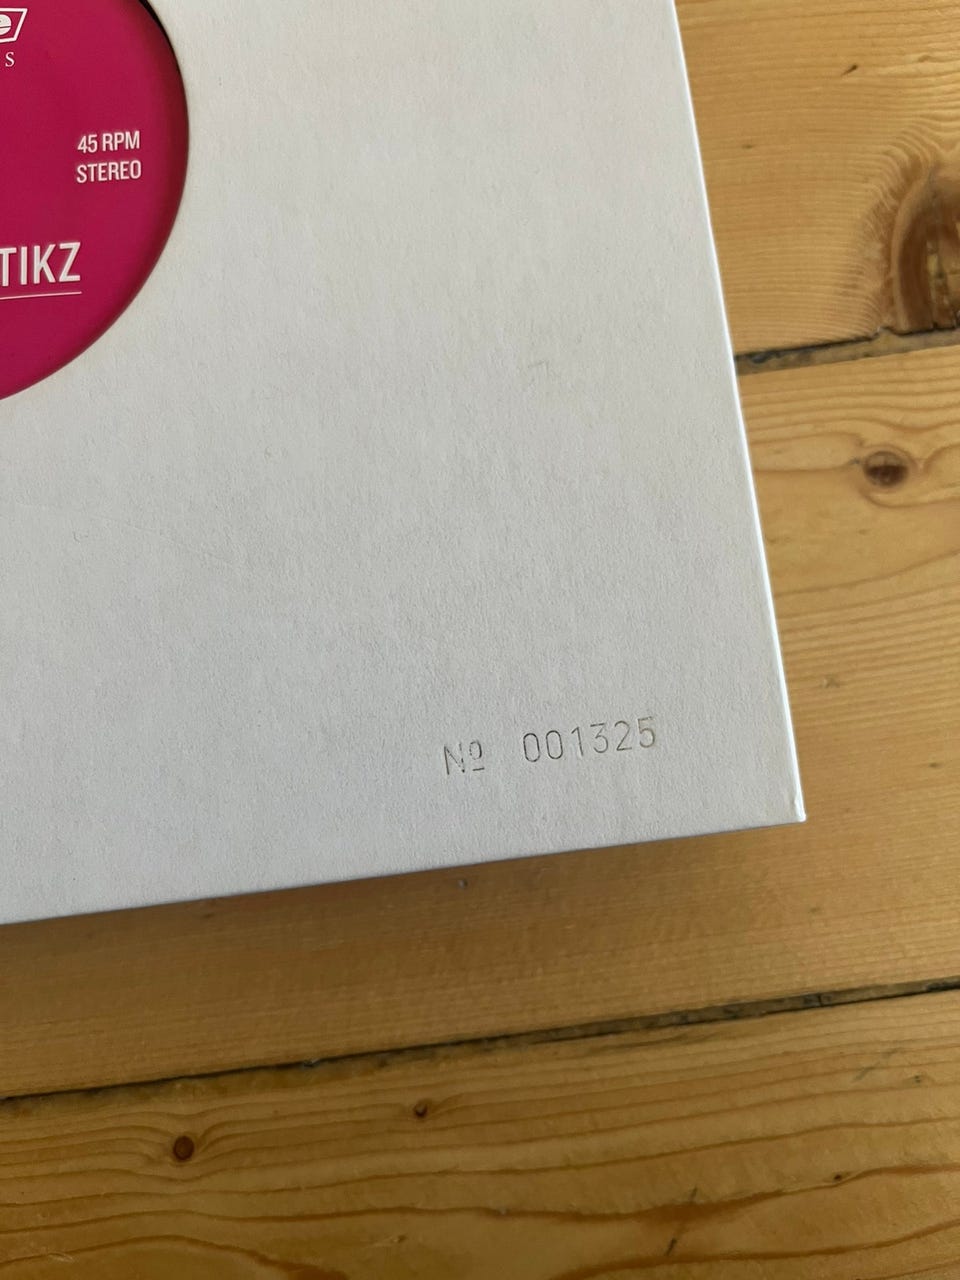 S
45 RPM
STEREO
TIKZ
Nº 001325